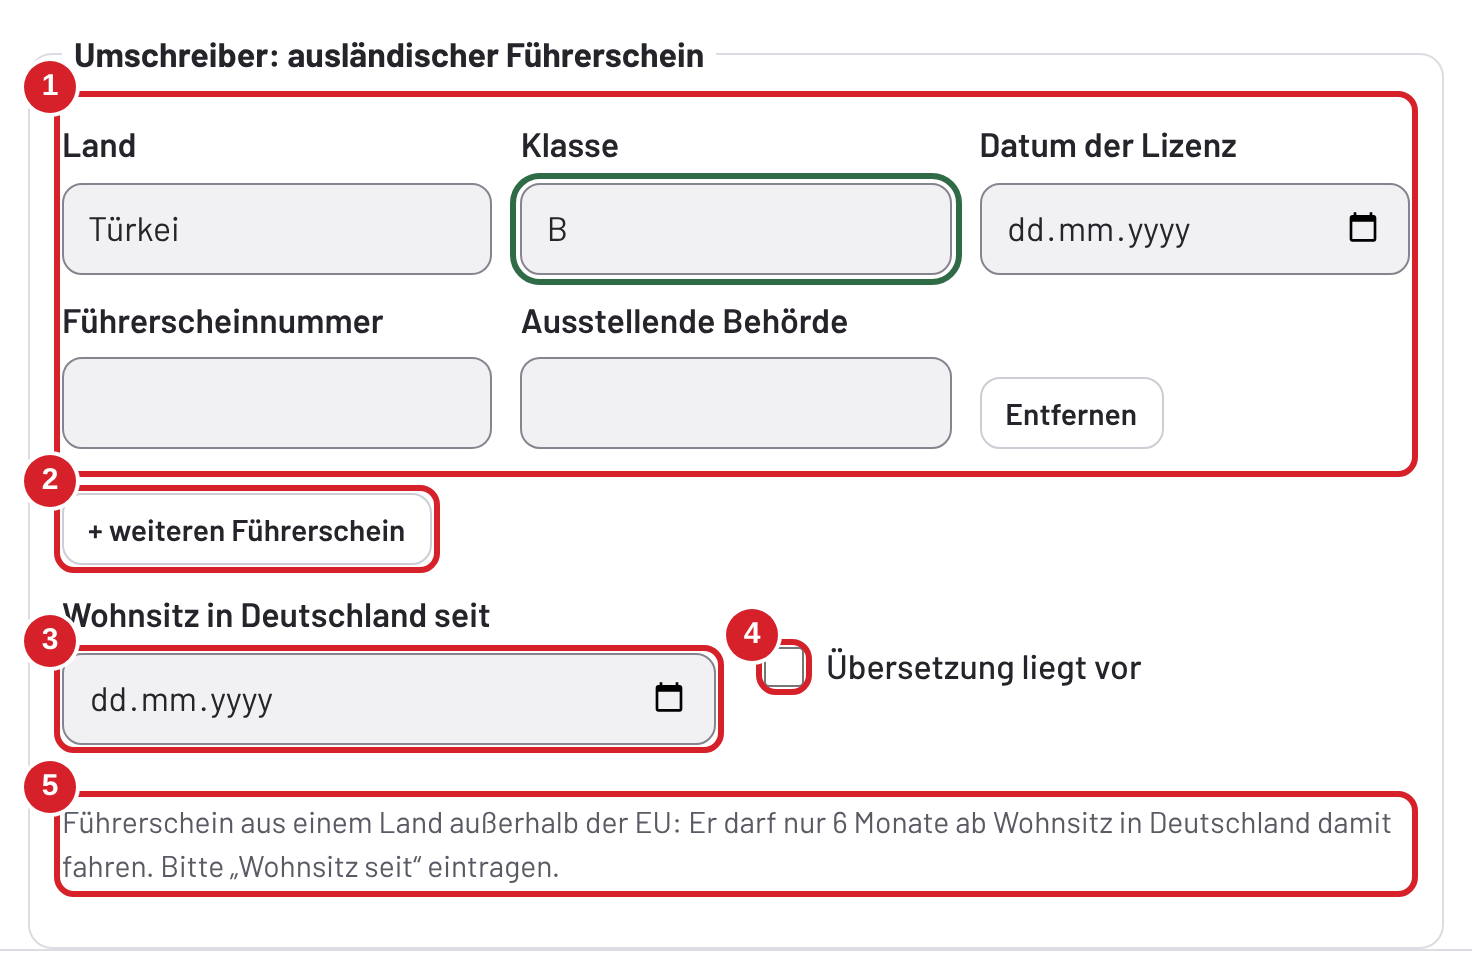 Umschreiber: ausländischer Führerschein
1
Land Klasse Datum der Lizenz
Türkei B dd.mm.yyyy
Führerscheinnummer Ausstellende Behörde
Entfernen
2
+ weiteren Führerschein
Wohnsitz in Deutschland seit
3
dd.mm.yyyy
4
Übersetzung liegt vor
5
Führerschein aus einem Land außerhalb der EU: Er darf nur 6 Monate ab Wohnsitz in Deutschland damit
fahren. Bitte „Wohnsitz seit“ eintragen.